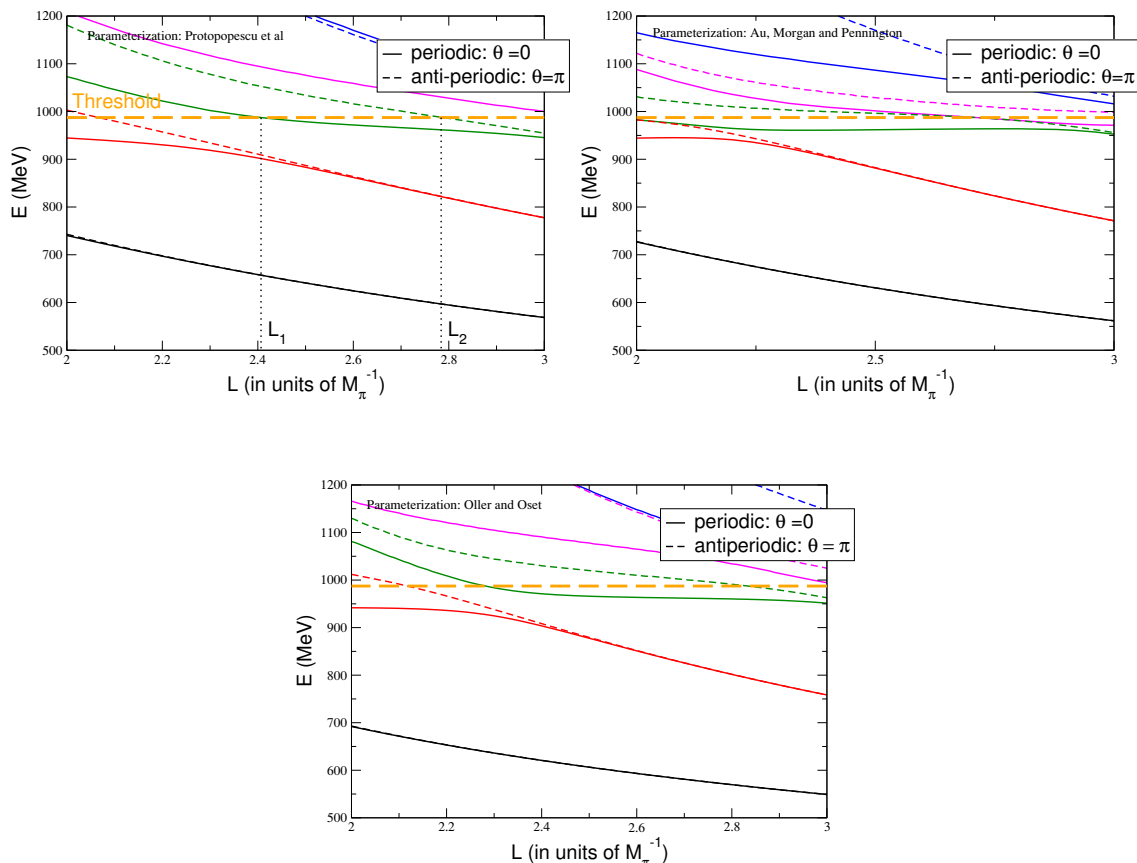 1200
1100
1000
900
800
700
600
500
E (MeV)
Parameterization: Protopopescu et al
periodic: θ =0
anti-periodic: θ=π
Threshold
L1
L2
2
2.2
2.4
2.6
2.8
3
L (in units of Mπ-1)
1200
1100
1000
900
800
700
600
500
E (MeV)
Parameterization: Au, Morgan and Pennington
periodic: θ =0
anti-periodic: θ=π
2
2.5
3
L (in units of Mπ-1)
1200
1100
1000
900
800
700
600
500
E (MeV)
Parameterization: Oller and Oset
periodic: θ =0
antiperiodic: θ = π
2
2.2
2.4
2.6
2.8
3
L (in units of Mπ-1)